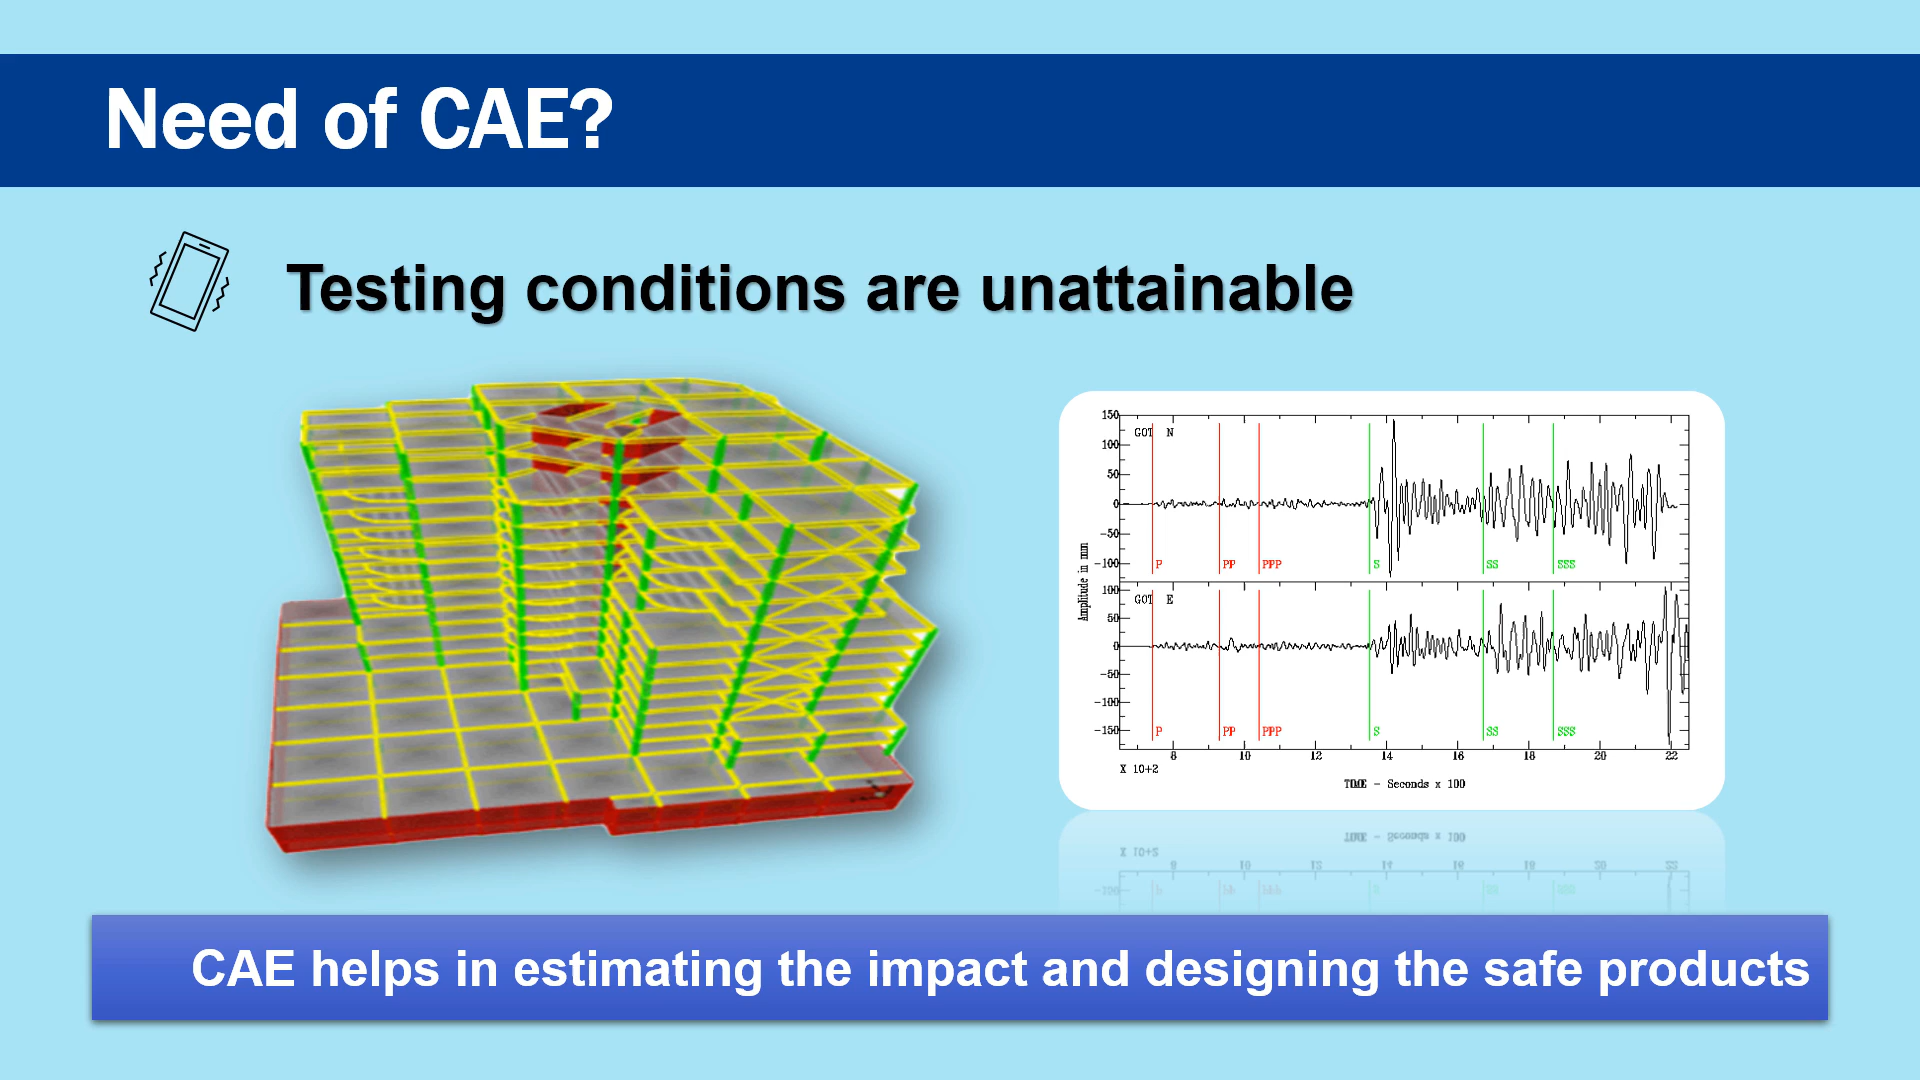 Need of CAE?
Testing conditions are unattainable
150
100
50
0
-50
-100
GOT N
P PP PPP S SS SSS
Amplitude in mm
100
50
0
-50
-100
-150
GOT E
P PP PPP S SS SSS
8 10 12 14 16 18 20 22
X 10+2
TIME - Seconds x 100
CAE helps in estimating the impact and designing the safe products